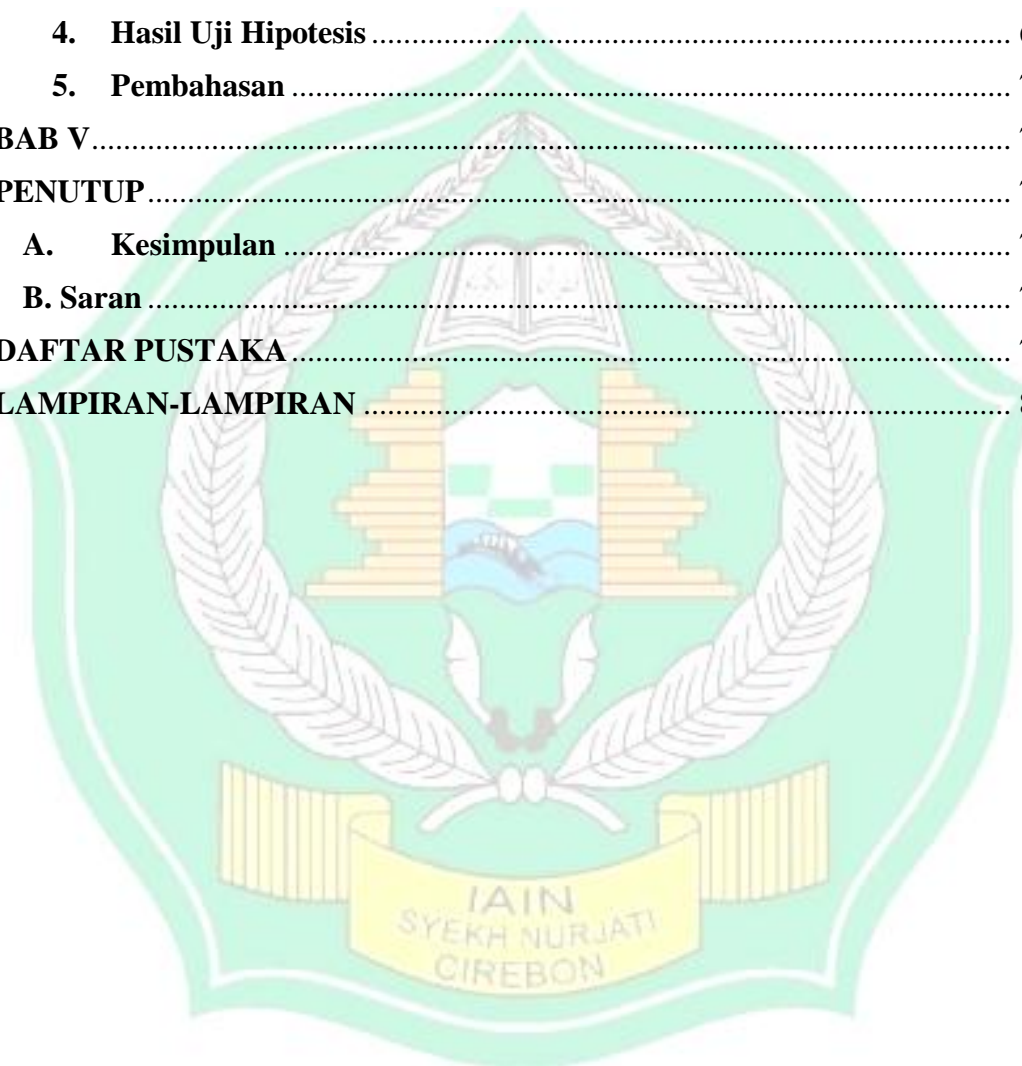 4. Hasil Uji Hipotesis ........................................................................................
5. Pembahasan ........................................................................................
BAB V ........................................................................................
PENUTUP ........................................................................................
A. Kesimpulan ........................................................................................
B. Saran ........................................................................................
DAFTAR PUSTAKA ........................................................................................
LAMPIRAN-LAMPIRAN ........................................................................................
IAIN
SYEKH NURJATI
CIREBON